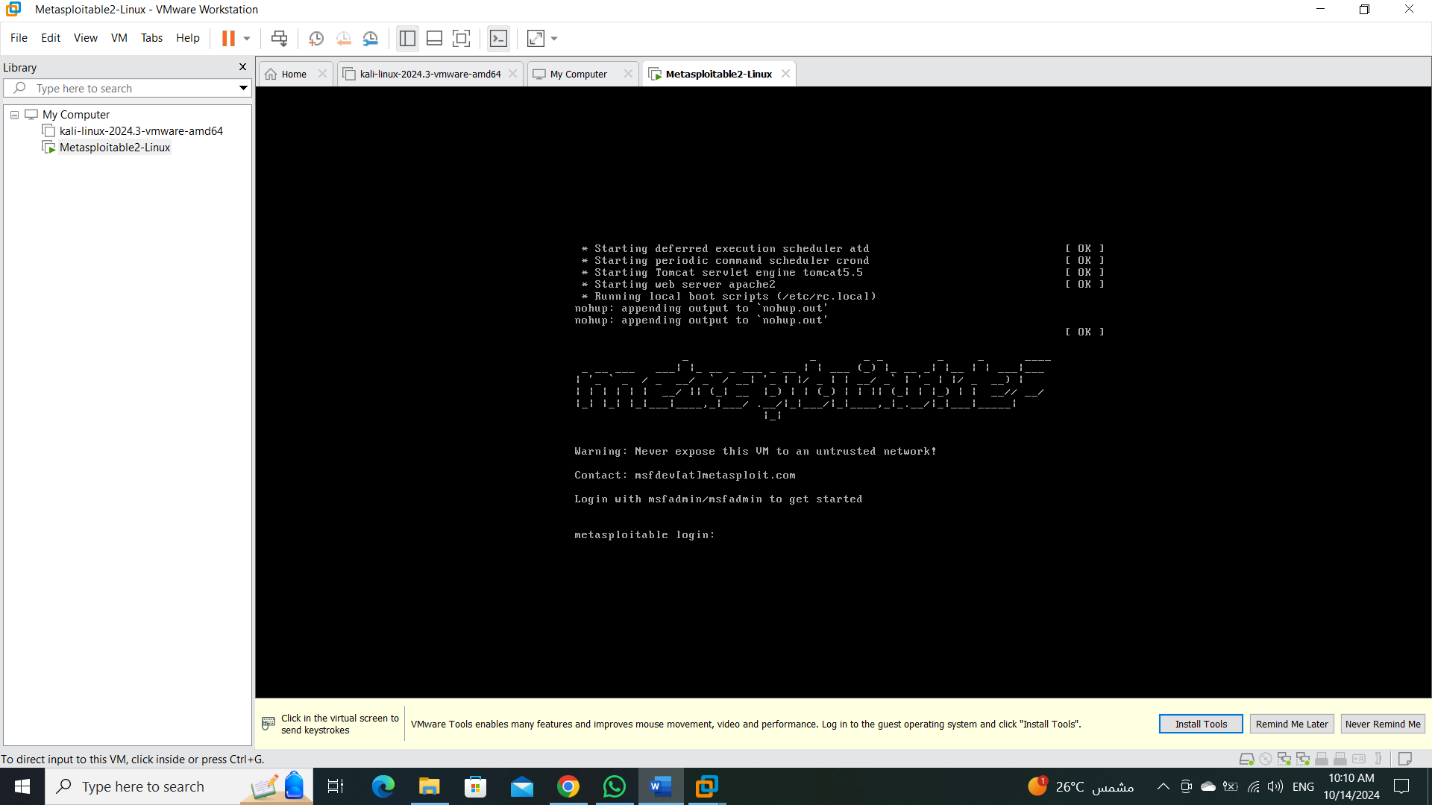 Metasploitable2-Linux - VMware Workstation
File Edit View VM Tabs Help
Library
Type here to search
My Computer
kali-linux-2024.3-vmware-amd64
Metasploitable2-Linux
Home
kali-linux-2024.3-vmware-amd64
My Computer
Metasploitable2-Linux
* Starting deferred execution scheduler atd [ OK ]
* Starting periodic command scheduler crond [ OK ]
* Starting Tomcat servlet engine tomcat5.5 [ OK ]
* Starting web server apache2 [ OK ]
* Running local boot scripts (/etc/rc.local)
nohup: appending output to `nohup.out'
nohup: appending output to `nohup.out'
[ OK ]
metasploitable2
Warning: Never expose this VM to an untrusted network!
Contact: msfdev[at]metasploit.com
Login with msfadmin/msfadmin to get started
metasploitable login:
Click in the virtual screen to
send keystrokes
VMware Tools enables many features and improves mouse movement, video and performance. Log in to the guest operating system and click "Install Tools".
Install Tools
Remind Me Later
Never Remind Me
To direct input to this VM, click inside or press Ctrl+G.
Type here to search
1
26°C مشمس
ENG
10:10 AM
10/14/2024